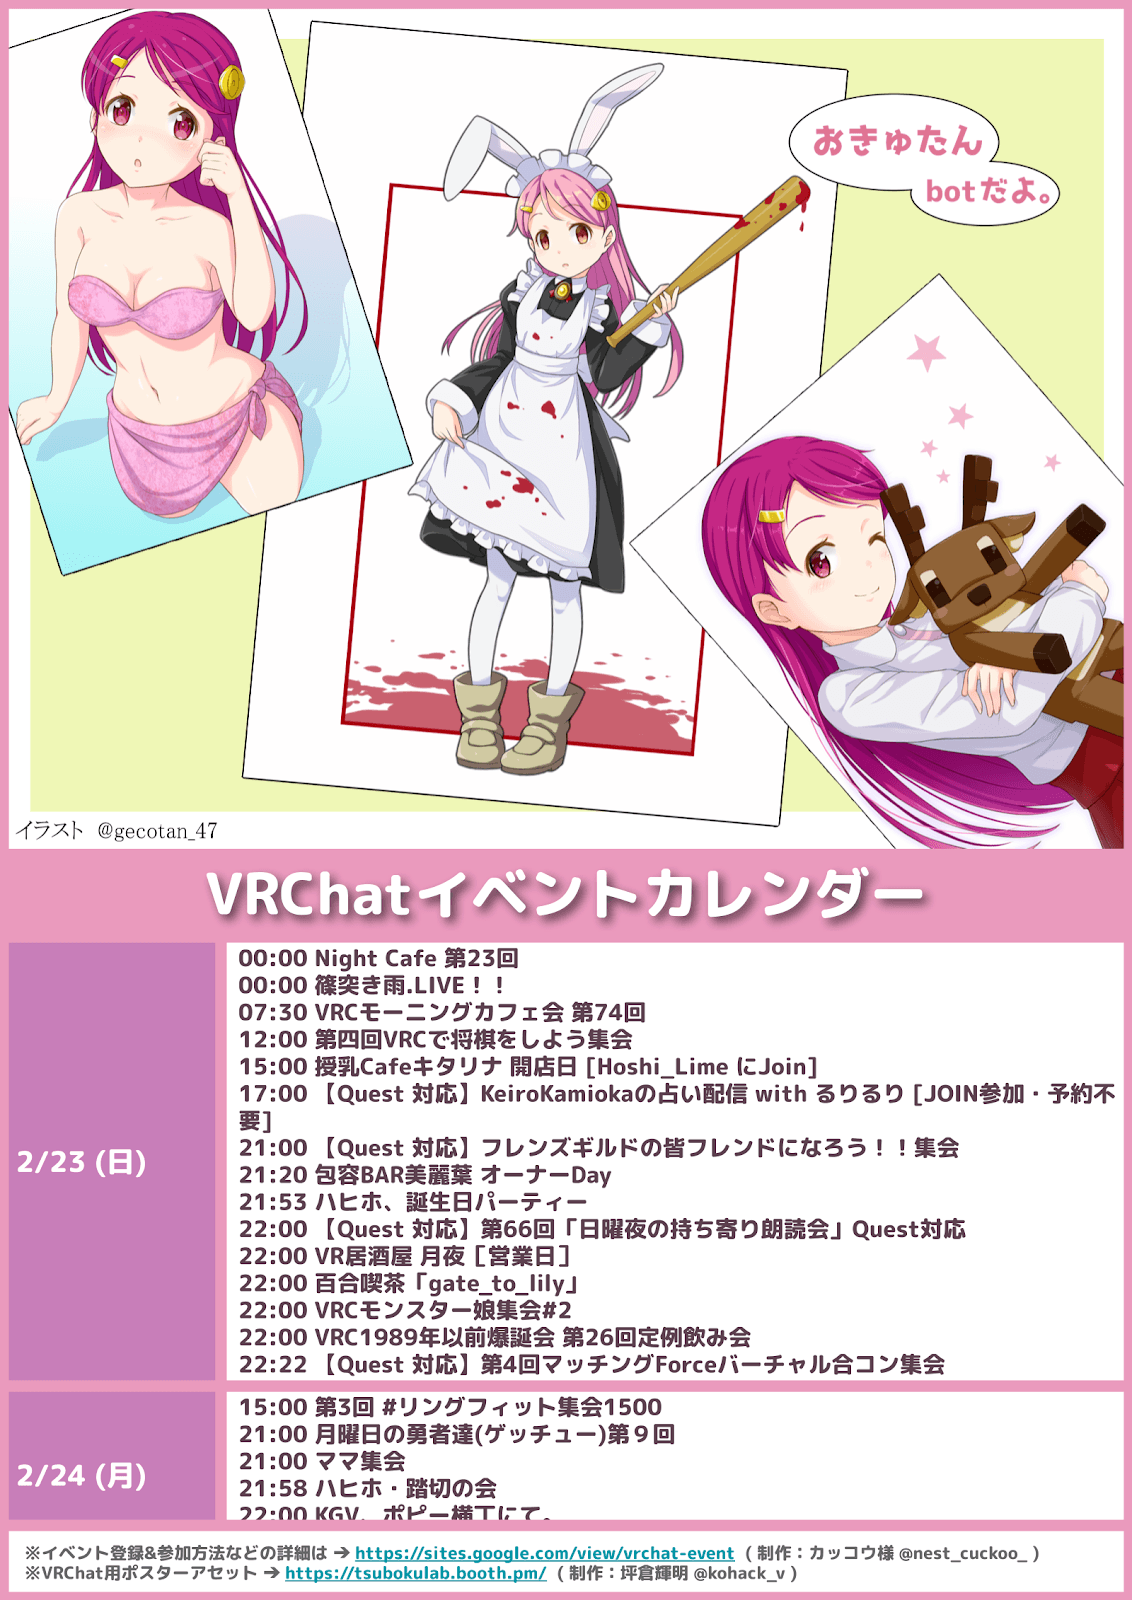 おきゅたん
botだよ。
イラスト @gecotan_47
VRChatイベントカレンダー
2/23 (日)
00:00 Night Cafe 第23回
00:00 篠突き雨.LIVE！！
07:30 VRCモーニングカフェ会 第74回
12:00 第四回VRCで将棋をしよう集会
15:00 授乳Cafeキタリナ 開店日 [Hoshi_Lime にJoin]
17:00 【Quest 対応】KeiroKamiokaの占い配信 with るりるり [JOIN参加・予約不
要]
21:00 【Quest 対応】フレンズギルドの皆フレンドになろう！！集会
21:20 包容BAR美麗葉 オーナーDay
21:53 ハヒホ、誕生日パーティー
22:00 【Quest 対応】第66回「日曜夜の持ち寄り朗読会」Quest対応
22:00 VR居酒屋 月夜［営業日］
22:00 百合喫茶「gate_to_lily」
22:00 VRCモンスター娘集会#2
22:00 VRC1989年以前爆誕会 第26回定例飲み会
22:22 【Quest 対応】第4回マッチングForceバーチャル合コン集会
2/24 (月)
15:00 第3回 #リングフィット集会1500
21:00 月曜日の勇者達(ゲッチュー)第９回
21:00 ママ集会
21:58 ハヒホ・踏切の会
22:00 KGV、ポピー横丁にて。
※イベント登録&参加方法などの詳細は ➔ https://sites.google.com/view/vrchat-event ( 制作：カッコウ様 @nest_cuckoo_ )
※VRChat用ポスターアセット ➔ https://tsubokulab.booth.pm/ ( 制作：坪倉輝明 @kohack_v )